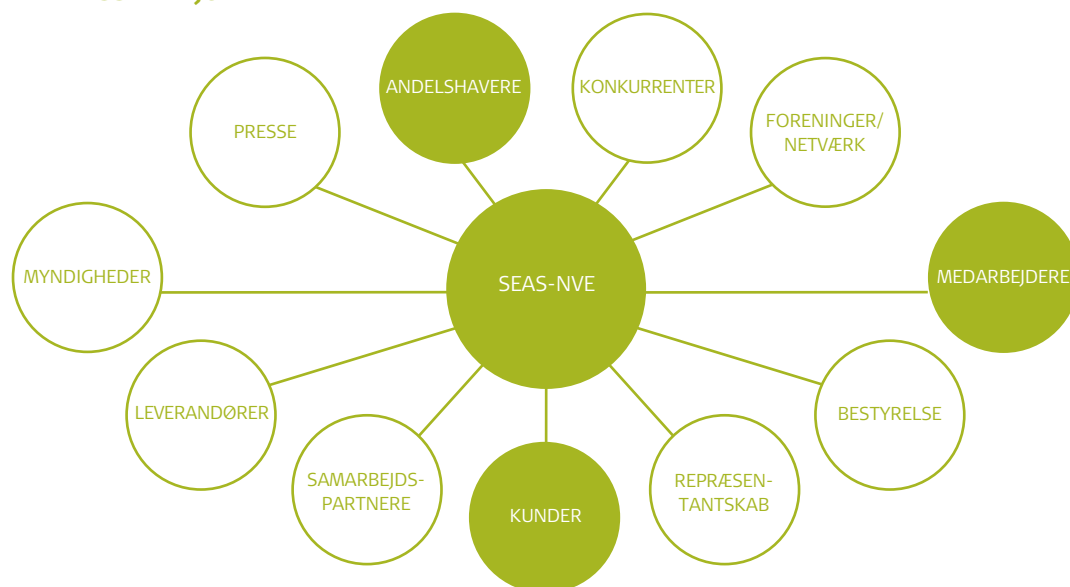 ANDELSHAVERE
KONKURRENTER
PRESSE
FORENINGER/
NETVÆRK
MYNDIGHEDER
SEAS-NVE
MEDARBEJDERE
LEVERANDØRER
BESTYRELSE
SAMARBEJDS-
PARTNERE
KUNDER
REPRÆSEN-
TANTSKAB